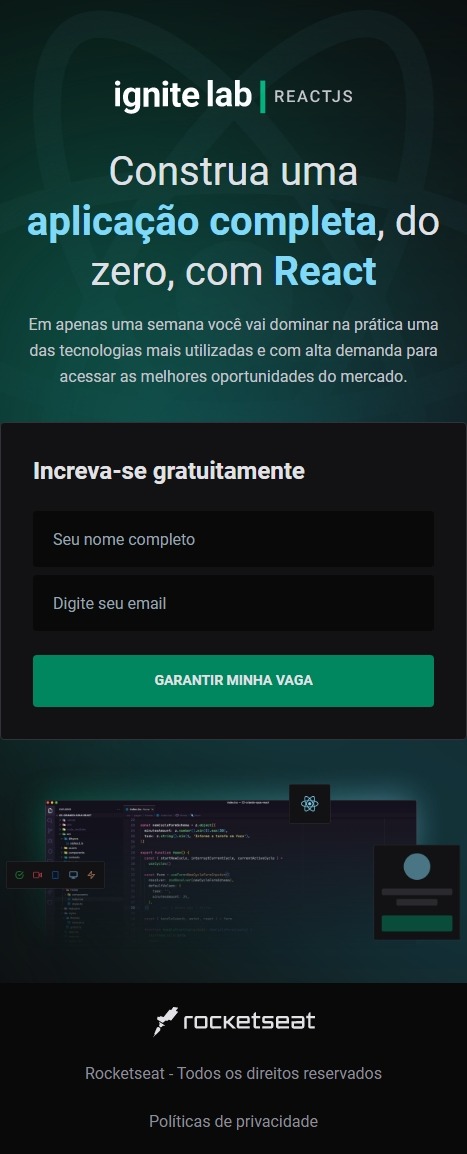 ignite lab | REACTJS
Construa uma
aplicação completa, do
zero, com React
Em apenas uma semana você vai dominar na prática uma
das tecnologias mais utilizadas e com alta demanda para
acessar as melhores oportunidades do mercado.
Increva-se gratuitamente
Seu nome completo
Digite seu email
GARANTIR MINHA VAGA
rocketseat
Rocketseat - Todos os direitos reservados
Políticas de privacidade